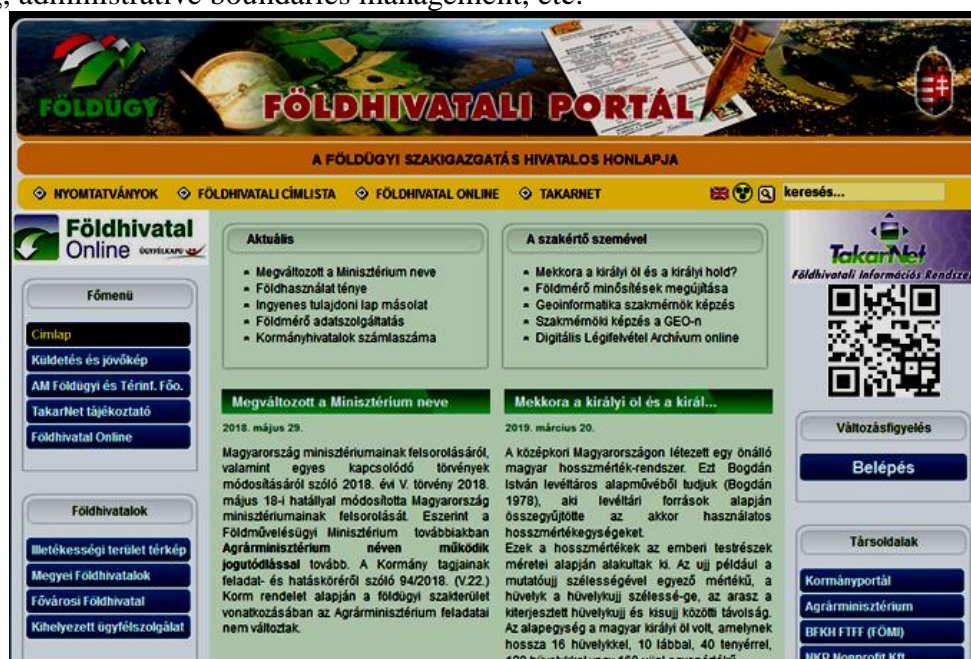 , administrative boundaries management, etc.
FÖLDÜGY
FÖLDHIVATALI PORTÁL
A FÖLDÜGYI SZAKIGAZGATÁS HIVATALOS HONLAPJA
NYOMTATVÁNYOK
FÖLDHIVATALI CÍMLISTA
FÖLDHIVATAL ONLINE
TAKARNET
keresés...
Földhivatal
Online ÜGYFÉLKAPU
Főmenü
Címlap
Küldetés és jövőkép
AM Földügyi és Térinf. Főo.
TakarNet tájékoztató
Földhivatal Online
Földhivatalok
Illetékességi terület térkép
Megyei Földhivatalok
Fővárosi Földhivatal
Kihelyezett ügyfélszolgálat
Aktuális
Megváltozott a Minisztérium neve
Földhasználat ténye
Ingyenes tulajdoni lap másolat
Földmérő adatszolgáltatás
Kormányhivatalok számlaszáma
Megváltozott a Minisztérium neve
2018. május 29.
Magyarország minisztériumainak felsorolásáról,
valamint egyes kapcsolódó törvények
módosításáról szóló 2018. évi V. törvény 2018.
május 18-i hatállyal módosította Magyarország
minisztériumainak felsorolását. Eszerint a
Földművelésügyi Minisztérium továbbiakban
Agrárminisztérium néven működik
jogutódlással tovább. A Kormány tagjainak
feladat- és hatásköréről szóló 94/2018. (V.22.)
Korm rendelet alapján a földügyi szakterület
vonatkozásában az Agrárminisztérium feladatai
nem változtak.
A szakértő szemével
Mekkora a királyi öl és a királyi hold?
Földmérő minősítések megújítása
Geoinformatika szakmérnök képzés
Szakmérnöki képzés a GEO-n
Digitális Légifelvétel Archívum online
Mekkora a királyi öl és a királ...
2019. március 20.
A középkori Magyarországon létezett egy önálló
magyar hosszmérték-rendszer. Ezt Bogdán
István levéltáros alapművéből tudjuk (Bogdán
1978), aki levéltári források alapján
összegyűjtötte az akkor használatos
hosszmértékegységeket.
Ezek a hosszmértékek az emberi testrészek
méretei alapján alakultak ki. Az ujj például a
mutatóujj szélességével egyező mértékű, a
hüvelyk a hüvelykujj szélessé-ge, az arasz a
kiterjesztett hüvelykujj és kisujj közötti távolság.
Az alapegység a magyar királyi öl volt, amelynek
hossza 16 hüvelykkel, 10 lábbal, 40 tenyérrel,
TakarNet
Földhivatali Információs Rendszer
Változásfigyelés
Belépés
Társoldalak
Kormányportál
Agrárminisztérium
BFKH FTFF (FÖMI)
NKP Nonprofit Kft.